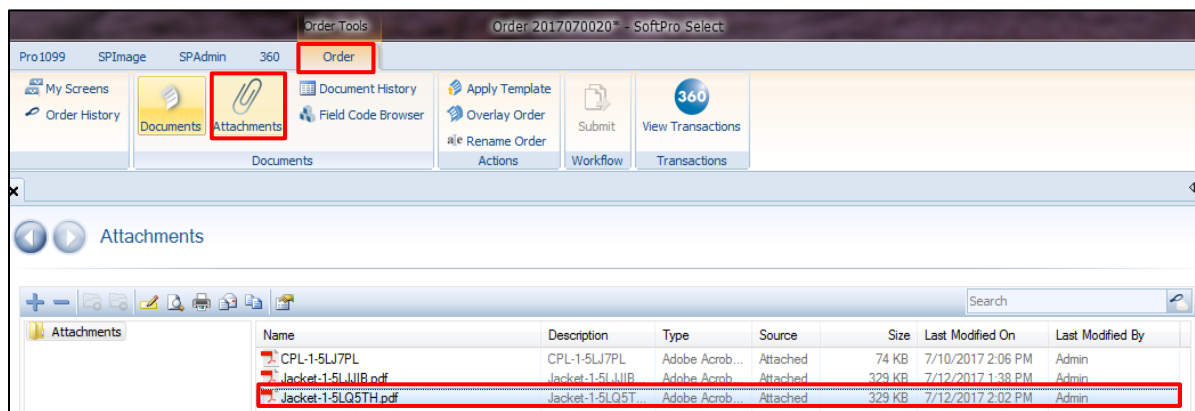 Order Tools
Order 2017070020* - SoftPro Select
Pro1099 SPImage SPAdmin 360 Order
My Screens
Order History
Documents
Attachments
Document History
Field Code Browser
Documents
Apply Template
Overlay Order
a|e Rename Order
Actions
Submit
Workflow
360
View Transactions
Transactions
Attachments
Search
Attachments
Name Description Type Source Size Last Modified On Last Modified By
CPL-1-5LJ7PL CPL-1-5LJ7PL Adobe Acrob... Attached 74 KB 7/10/2017 2:06 PM Admin
Jacket-1-5LJJIB.pdf Jacket-1-5LJJIB Adobe Acrob... Attached 329 KB 7/12/2017 1:38 PM Admin
Jacket-1-5LQ5TH.pdf Jacket-1-5LQ5T... Adobe Acrob... Attached 329 KB 7/12/2017 2:02 PM Admin